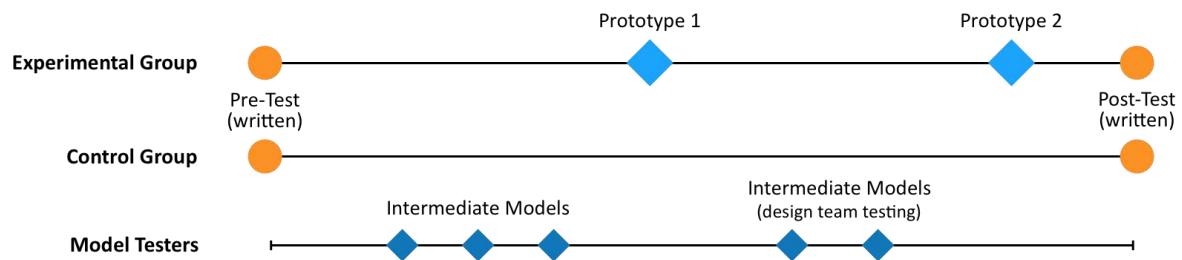 Prototype 1
Prototype 2
Experimental Group
Pre-Test
(written)
Post-Test
(written)
Control Group
Intermediate Models
Intermediate Models
(design team testing)
Model Testers